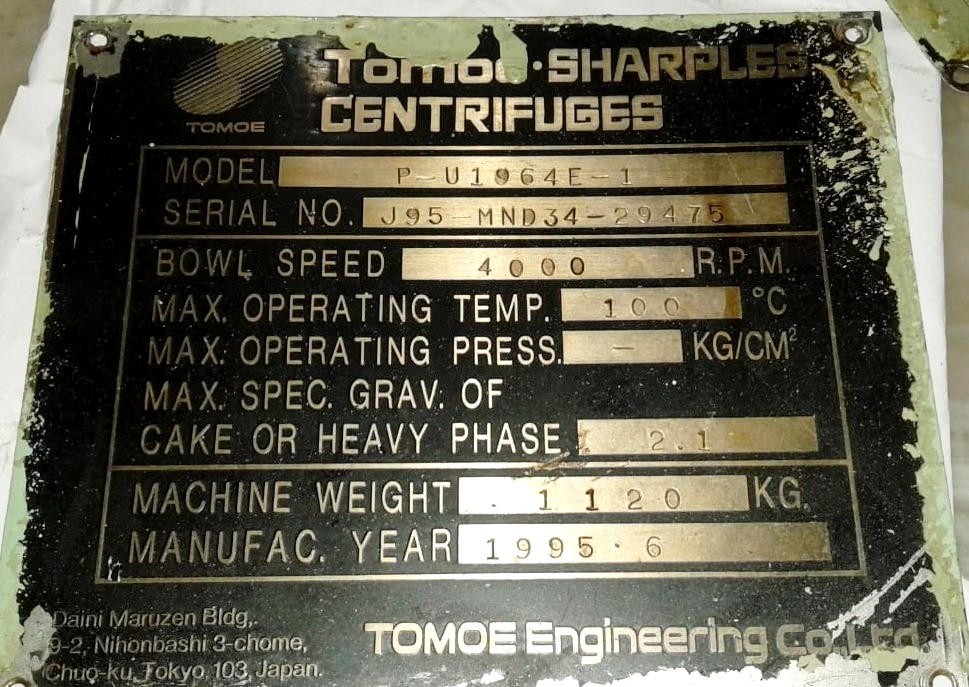 TOMOE
Tomoe·SHARPLES
CENTRIFUGES
MODEL P-U1964E-1
SERIAL NO. J95-MND34-29475
BOWL SPEED 4000 R.P.M.
MAX. OPERATING TEMP. 100 °C
MAX. OPERATING PRESS. - KG/CM²
MAX. SPEC. GRAV. OF
CAKE OR HEAVY PHASE 2.1
MACHINE WEIGHT 1120 KG.
MANUFAC. YEAR 1995 6
Daini Maruzen Bldg,.
9-2, Nihonbashi 3-chome,
Chuo-ku, Tokyo 103, Japan.
TOMOE Engineering Co., Ltd.